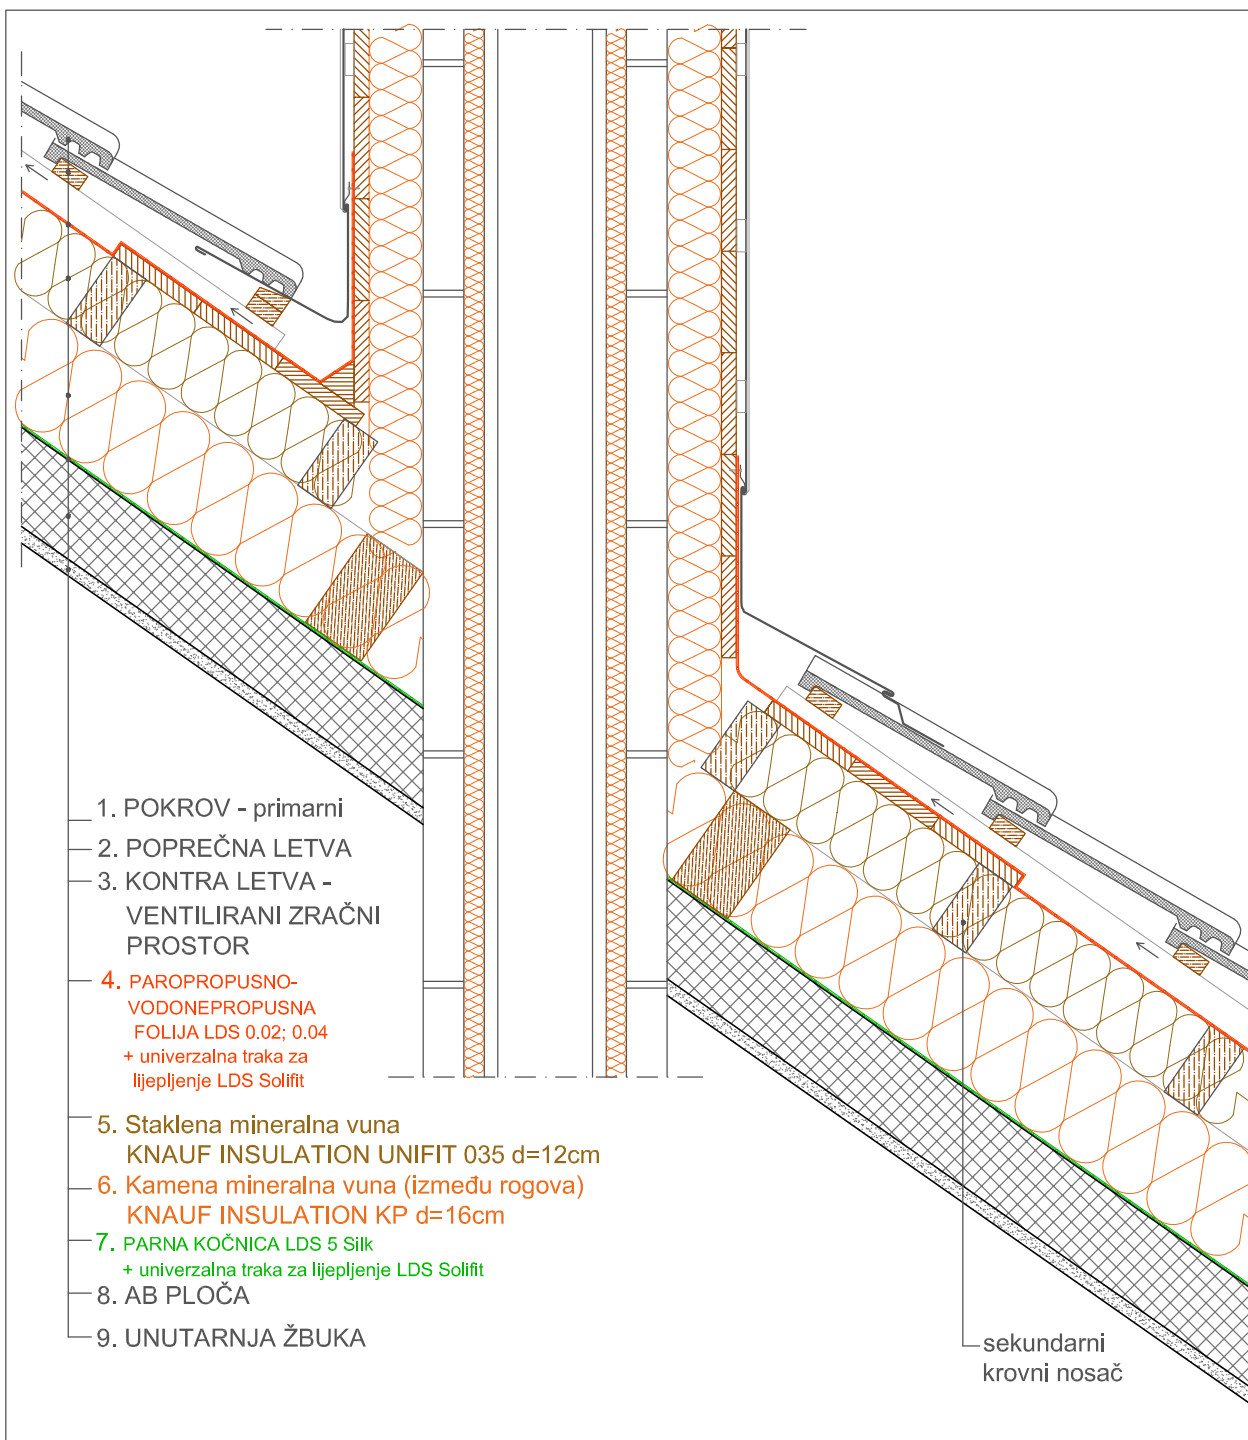 1. POKROV - primarni
2. POPREČNA LETVA
3. KONTRA LETVA -
VENTILIRANI ZRAČNI
PROSTOR
4. PAROPROPUSNO-
VODONEPROPUSNA
FOLIJA LDS 0.02; 0.04
+ univerzalna traka za
lijepljenje LDS Solifit
5. Staklena mineralna vuna
KNAUF INSULATION UNIFIT 035 d=12cm
6. Kamena mineralna vuna (između rogova)
KNAUF INSULATION KP d=16cm
7. PARNA KOČNICA LDS 5 Silk
+ univerzalna traka za lijepljenje LDS Solifit
8. AB PLOČA
9. UNUTARNJA ŽBUKA
sekundarni
krovni nosač